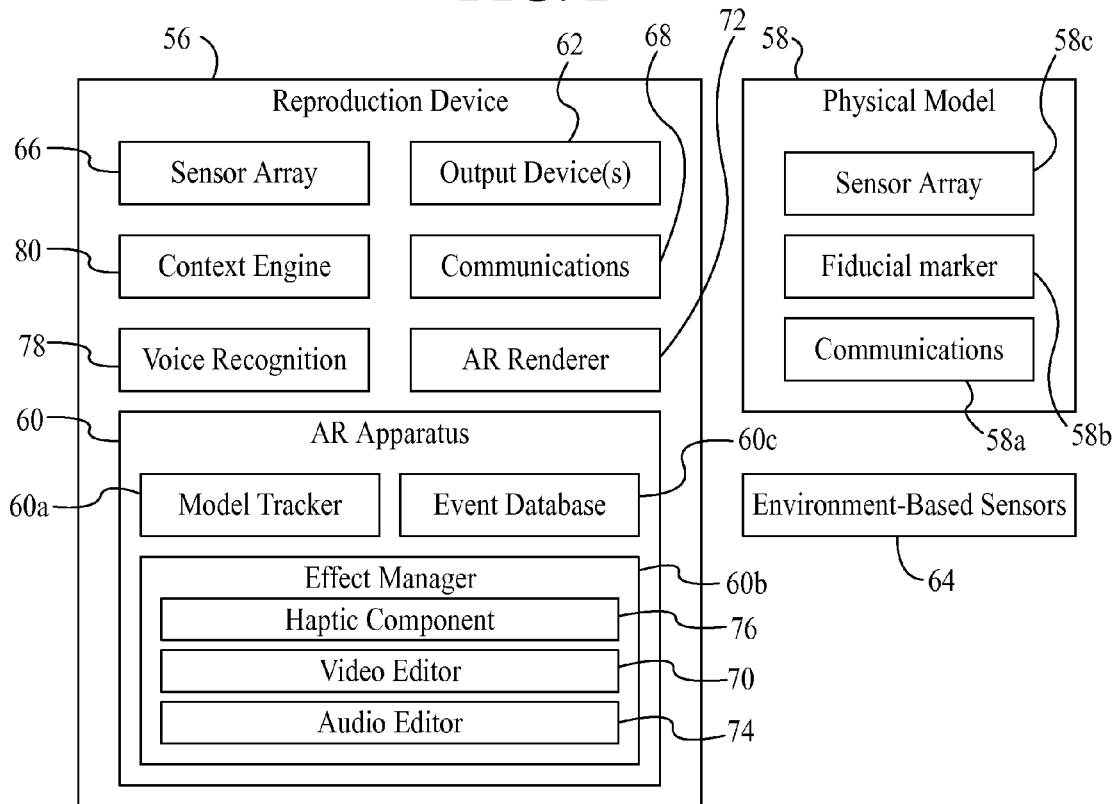 56
62
68
72
58
58c
Reproduction Device
Physical Model
66
Sensor Array
Output Device(s)
Sensor Array
80
Context Engine
Communications
Fiducial marker
78
Voice Recognition
AR Renderer
Communications
60
AR Apparatus
60c
58a
58b
60a
Model Tracker
Event Database
Environment-Based Sensors
Effect Manager
60b
64
Haptic Component
76
Video Editor
70
Audio Editor
74